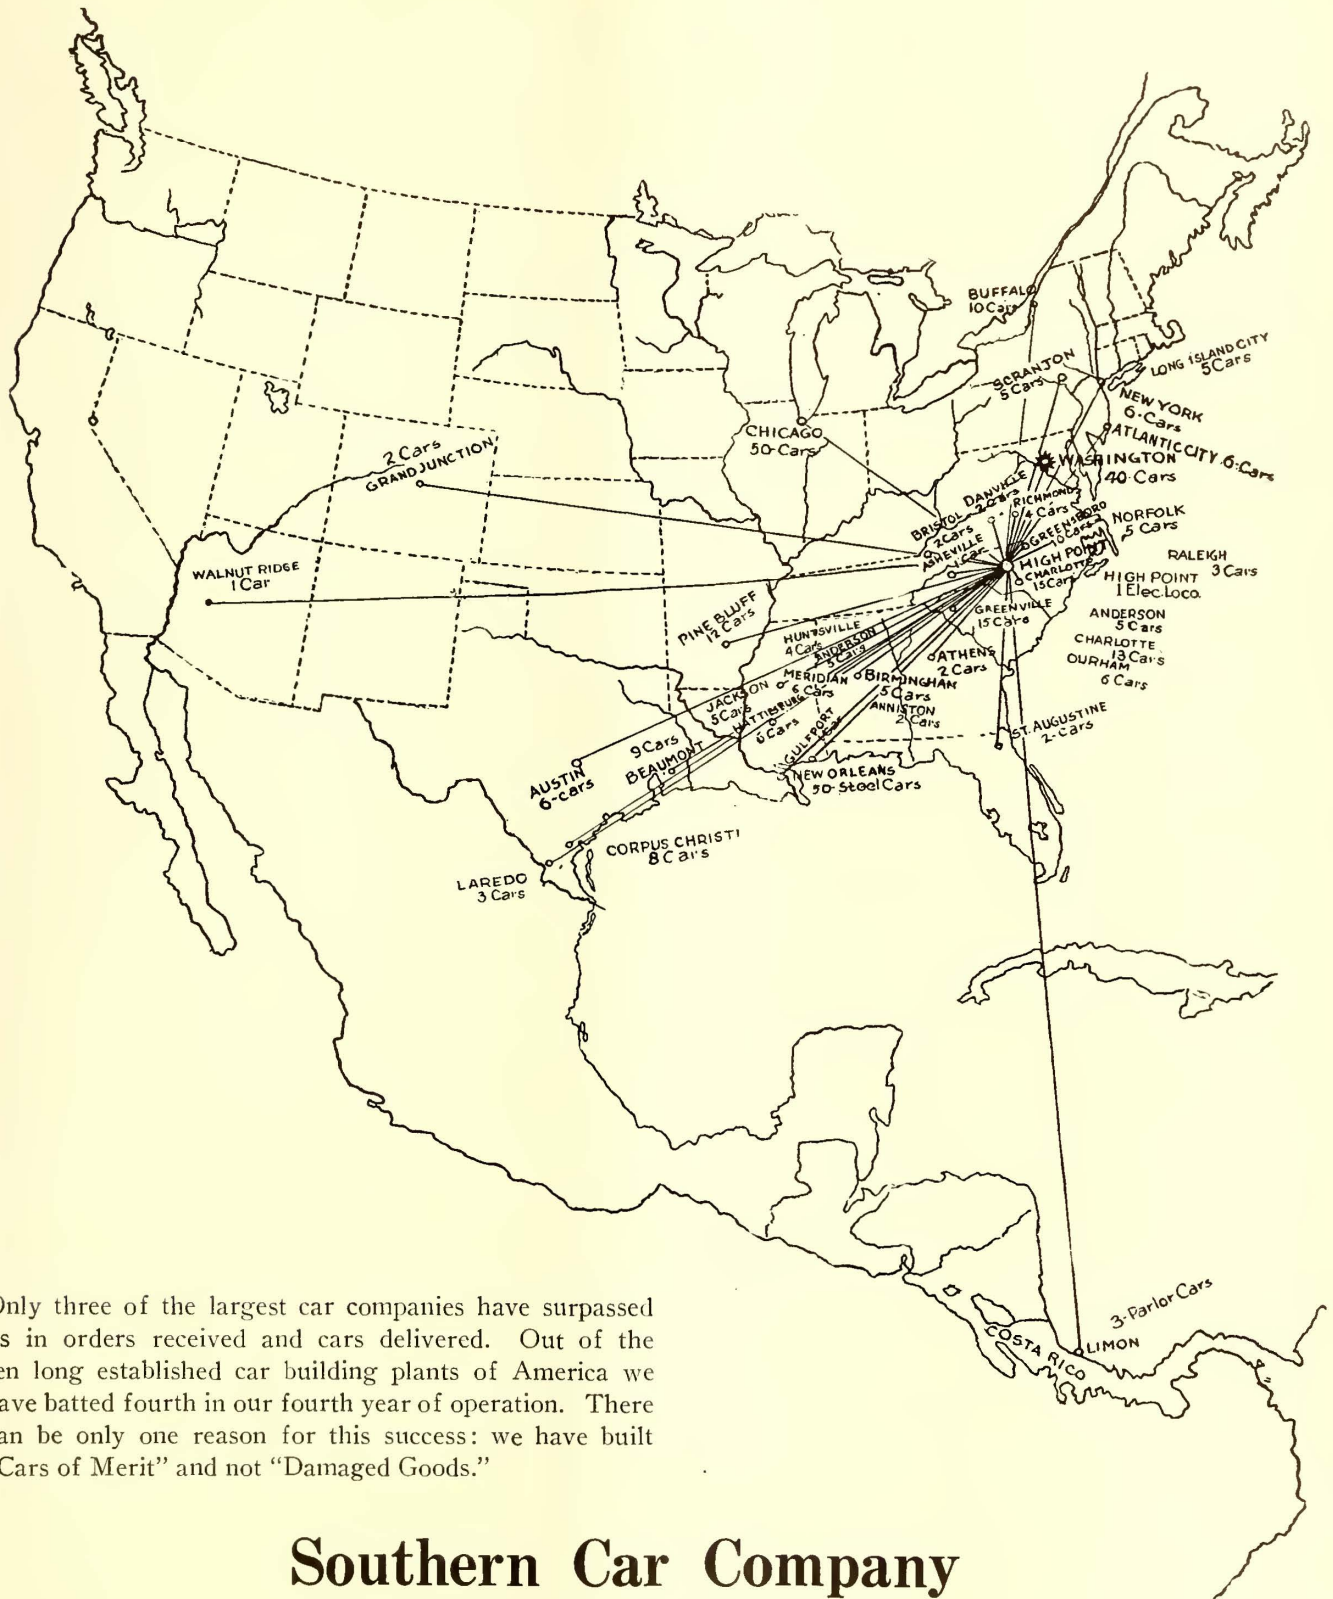 BUFFALO
10 Cars
SCRANTON
5 Cars
LONG ISLAND CITY
5 Cars
NEW YORK
6-Cars
ATLANTIC CITY 6-Cars
WASHINGTON
40-Cars
CHICAGO
50-Cars
2 Cars
GRAND JUNCTION
WALNUT RIDGE
1 Car
DANVILLE
2 Cars
RICHMOND
4 Cars
BRISTOL
2 Cars
ASHEVILLE
1 Car
GREENSBORO
10 Cars
NORFOLK
5 Cars
HIGH POINT
CHARLOTTE
15 Cars
RALEIGH
3 Cars
HIGH POINT
1 Elec. Loco.
ANDERSON
5 Cars
CHARLOTTE
13 Cars
DURHAM
6 Cars
GREENVILLE
15 Cars
PINE BLUFF
12 Cars
HUNTSVILLE
4 Cars
ANDERSON
5 Cars
ATHENS
2 Cars
MERIDIAN
6 Cars
BIRMINGHAM
5 Cars
ANNISTON
2 Cars
JACKSON
5 Cars
HATTIESBURG
6 Cars
GULFPORT
Car
NEW ORLEANS
50-Steel Cars
ST. AUGUSTINE
2-Cars
9 Cars
BEAUMONT
AUSTIN
6-cars
CORPUS CHRISTI
8 Cars
LAREDO
3 Cars
3-Parlor Cars
LIMON
COSTA RICO
Only three of the largest car companies have surpassed
s in orders received and cars delivered. Out of the
en long established car building plants of America we
ave batted fourth in our fourth year of operation. There
an be only one reason for this success: we have built
Cars of Merit” and not “Damaged Goods.”
Southern Car Company